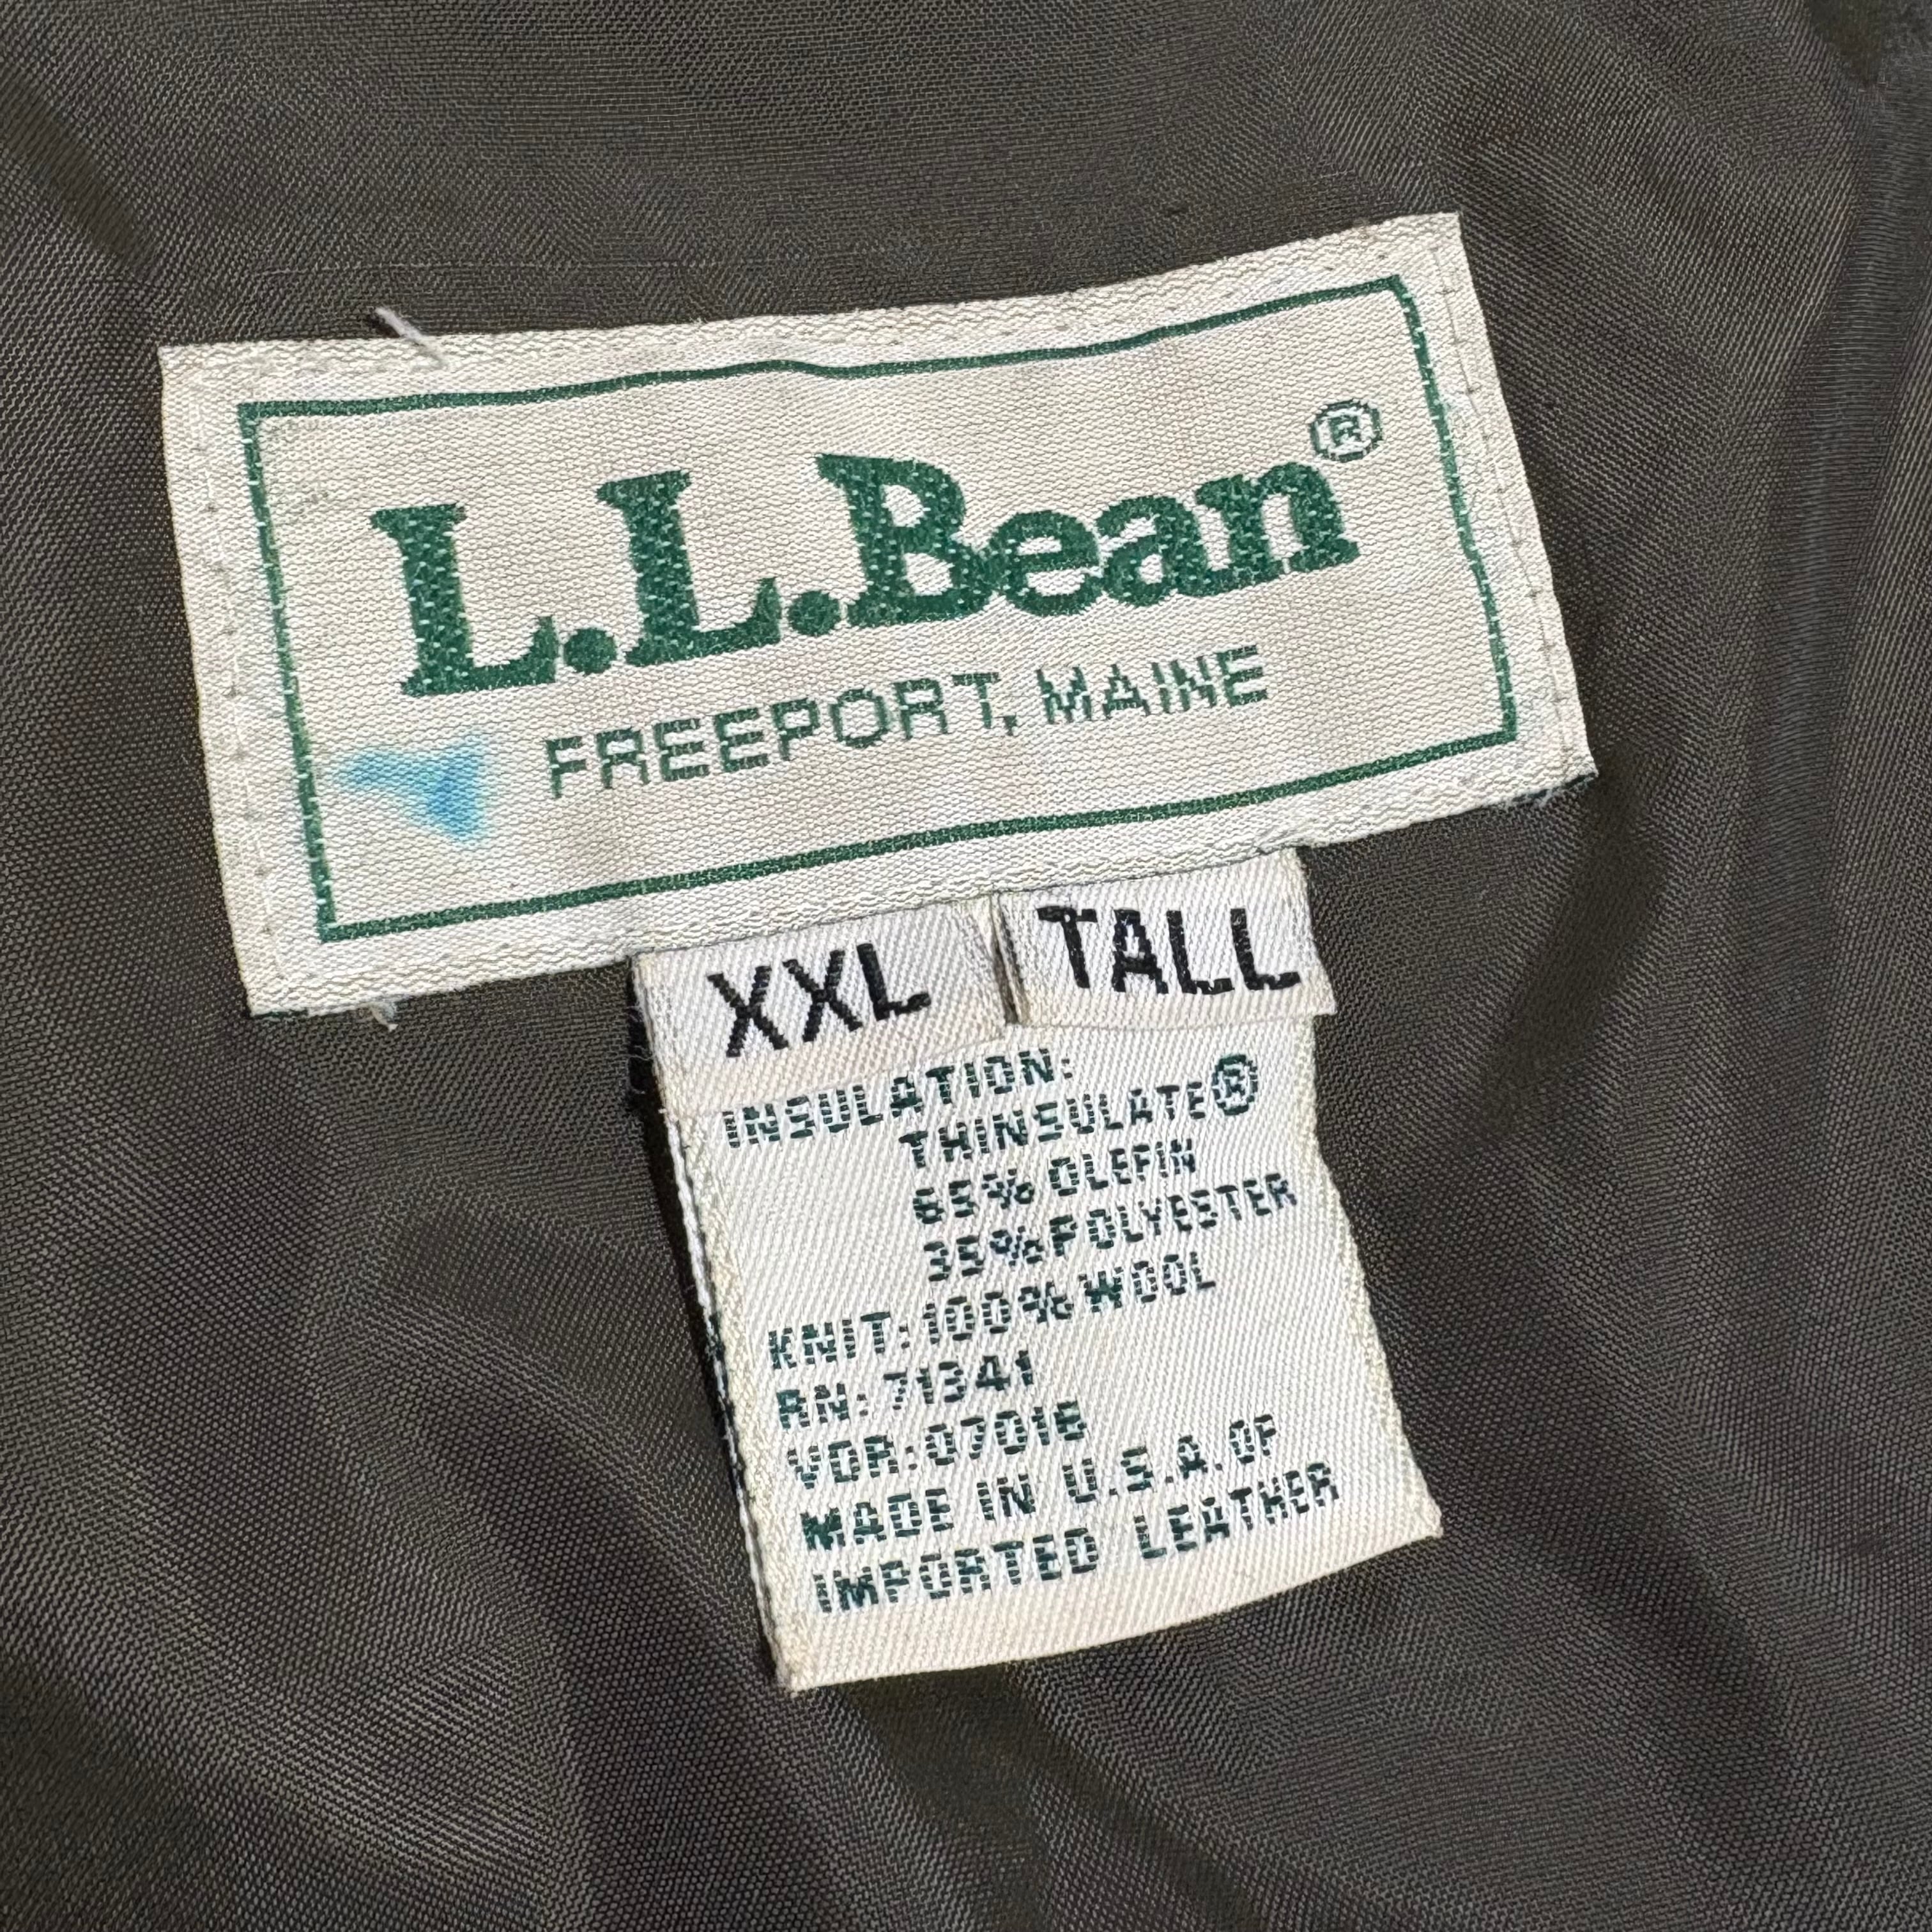 L.L.Bean®
FREEPORT, MAINE
XXL TALL
INSULATION:
THINSULATE®
65% OLEFIN
35% POLYESTER
KNIT: 100% WOOL
RN: 71341
VDR: 07016
MADE IN U.S.A. OF
IMPORTED LEATHER